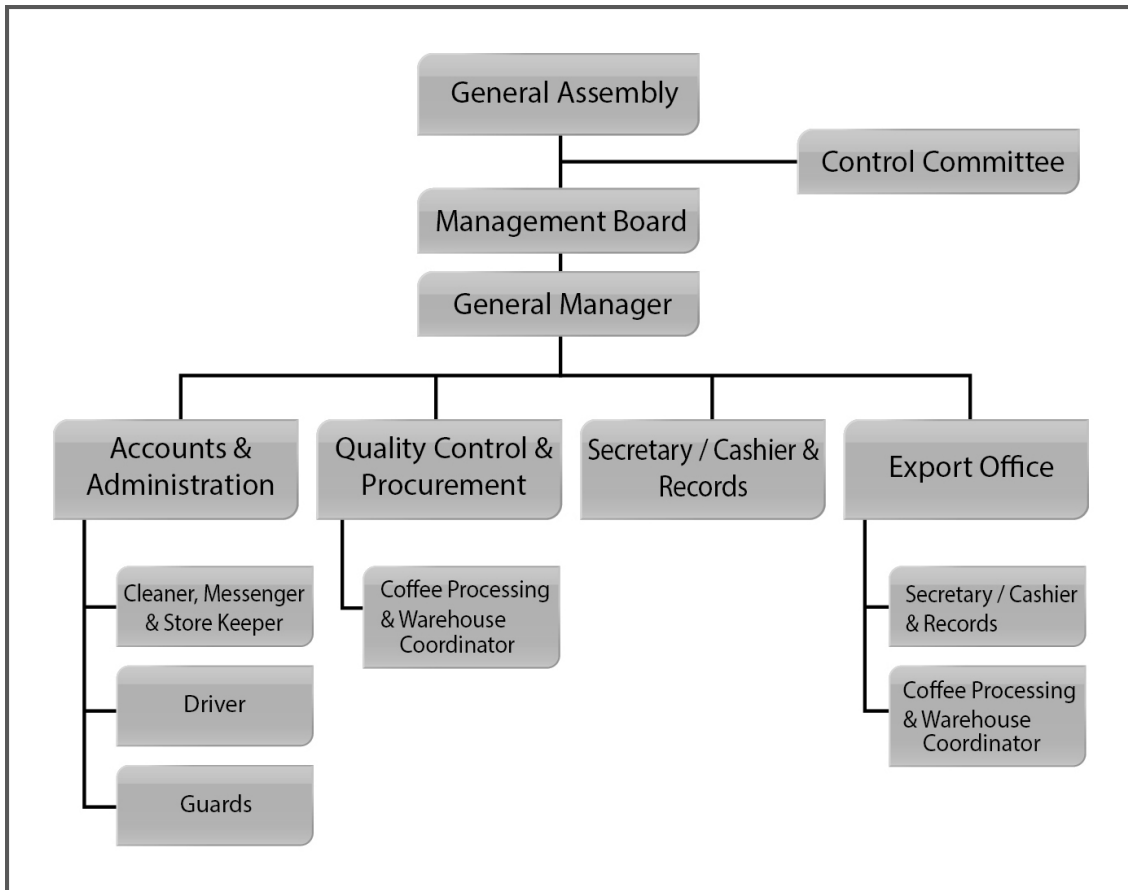 General Assembly
Control Committee
Management Board
General Manager
Accounts &
Administration
Quality Control &
Procurement
Secretary / Cashier &
Records
Export Office
Cleaner, Messenger
& Store Keeper
Driver
Guards
Coffee Processing
& Warehouse
Coordinator
Secretary / Cashier
& Records
Coffee Processing
& Warehouse
Coordinator